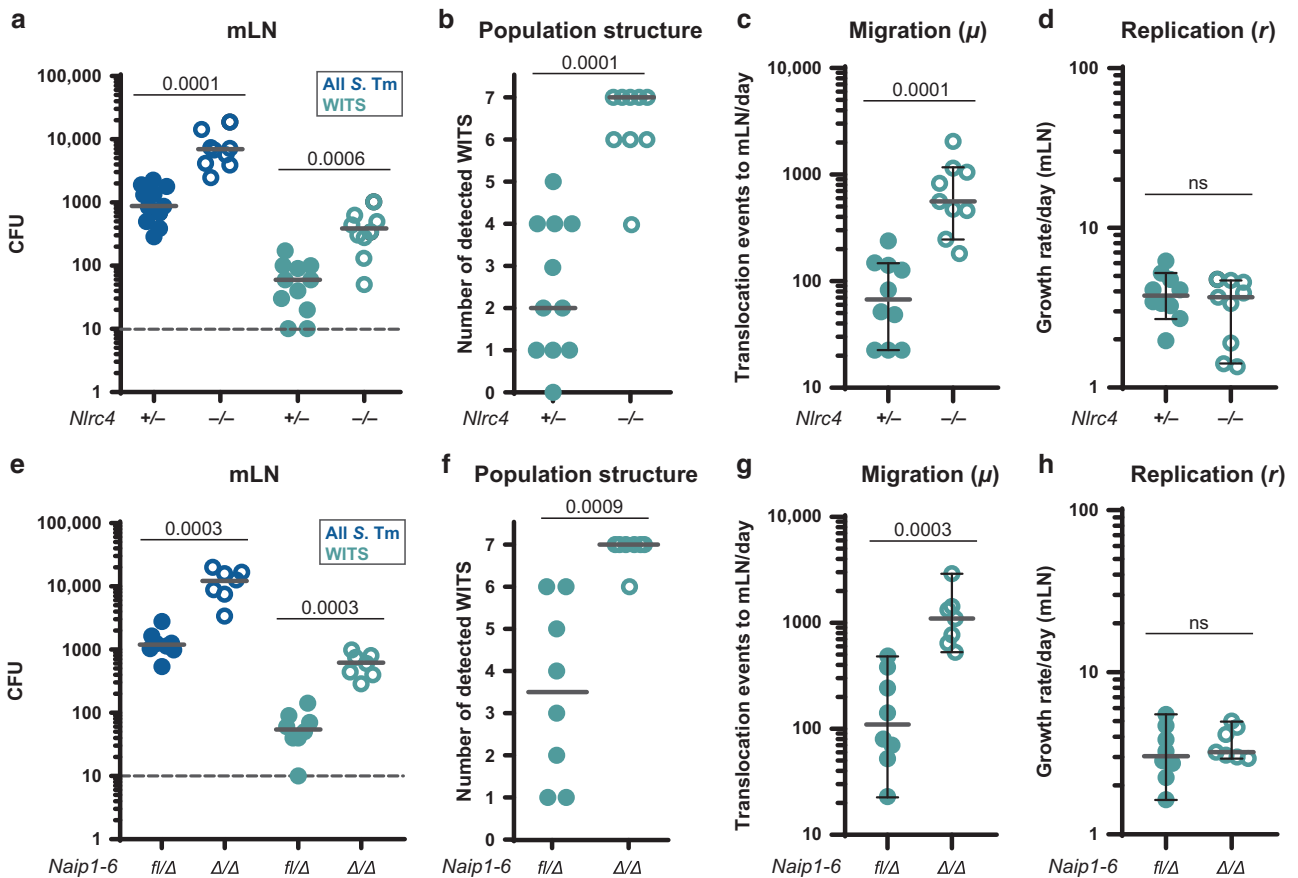 a
mLN
CFU
100,000
10,000
1000
100
10
1
All S. Tm
WITS
0.0001
0.0006
Nlrc4 +/– –/– +/– –/–
b
Population structure
Number of detected WITS
7
6
5
4
3
2
1
0
0.0001
+/– –/–
c
Migration (μ)
Translocation events to mLN/day
10,000
1000
100
10
0.0001
Nlrc4 +/– –/–
d
Replication (r)
Growth rate/day (mLN)
100
10
1
ns
Nlrc4 +/– –/–
e
mLN
CFU
100,000
10,000
1000
100
10
1
All S. Tm
WITS
0.0003
0.0003
Naip1-6 fl/Δ Δ/Δ fl/Δ Δ/Δ
f
Population structure
Number of detected WITS
7
6
5
4
3
2
1
0
0.0009
Naip1-6 fl/Δ Δ/Δ
g
Migration (μ)
Translocation events to mLN/day
10,000
1000
100
10
0.0003
Naip1-6 fl/Δ Δ/Δ
h
Replication (r)
Growth rate/day (mLN)
100
10
1
ns
Naip1-6 fl/Δ Δ/Δ